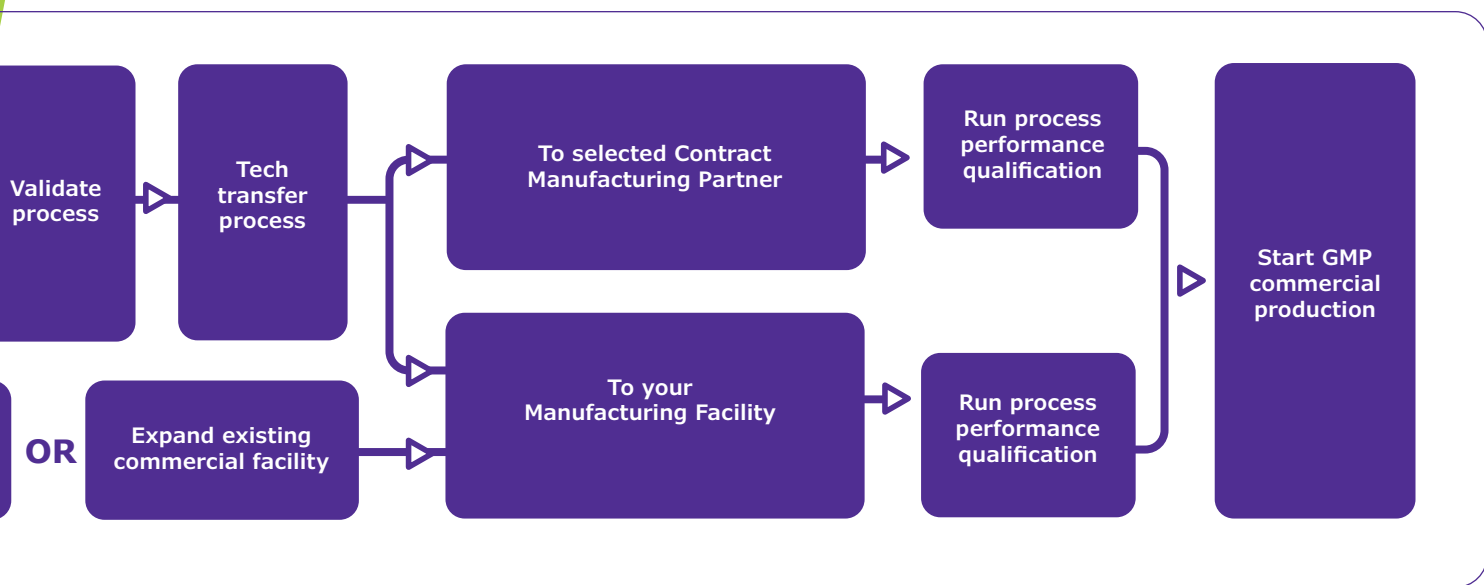 Validate
process
Tech
transfer
process
To selected Contract
Manufacturing Partner
Run process
performance
qualification
Start GMP
commercial
production
OR
Expand existing
commercial facility
To your
Manufacturing Facility
Run process
performance
qualification